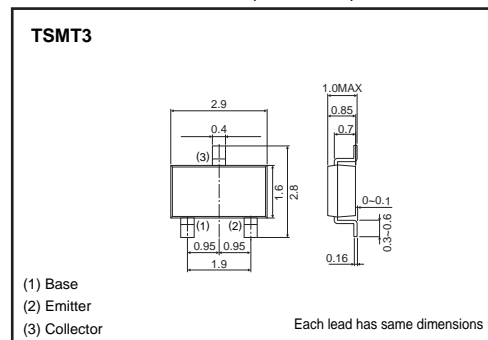 TSMT3
1.0MAX
2.9
0.85
0.4
0.7
(3)
1.6
2.8
0~0.1
(1)
(2)
0.3~0.6
0.95
0.95
0.16
1.9
(1) Base
(2) Emitter
(3) Collector
Each lead has same dimensions